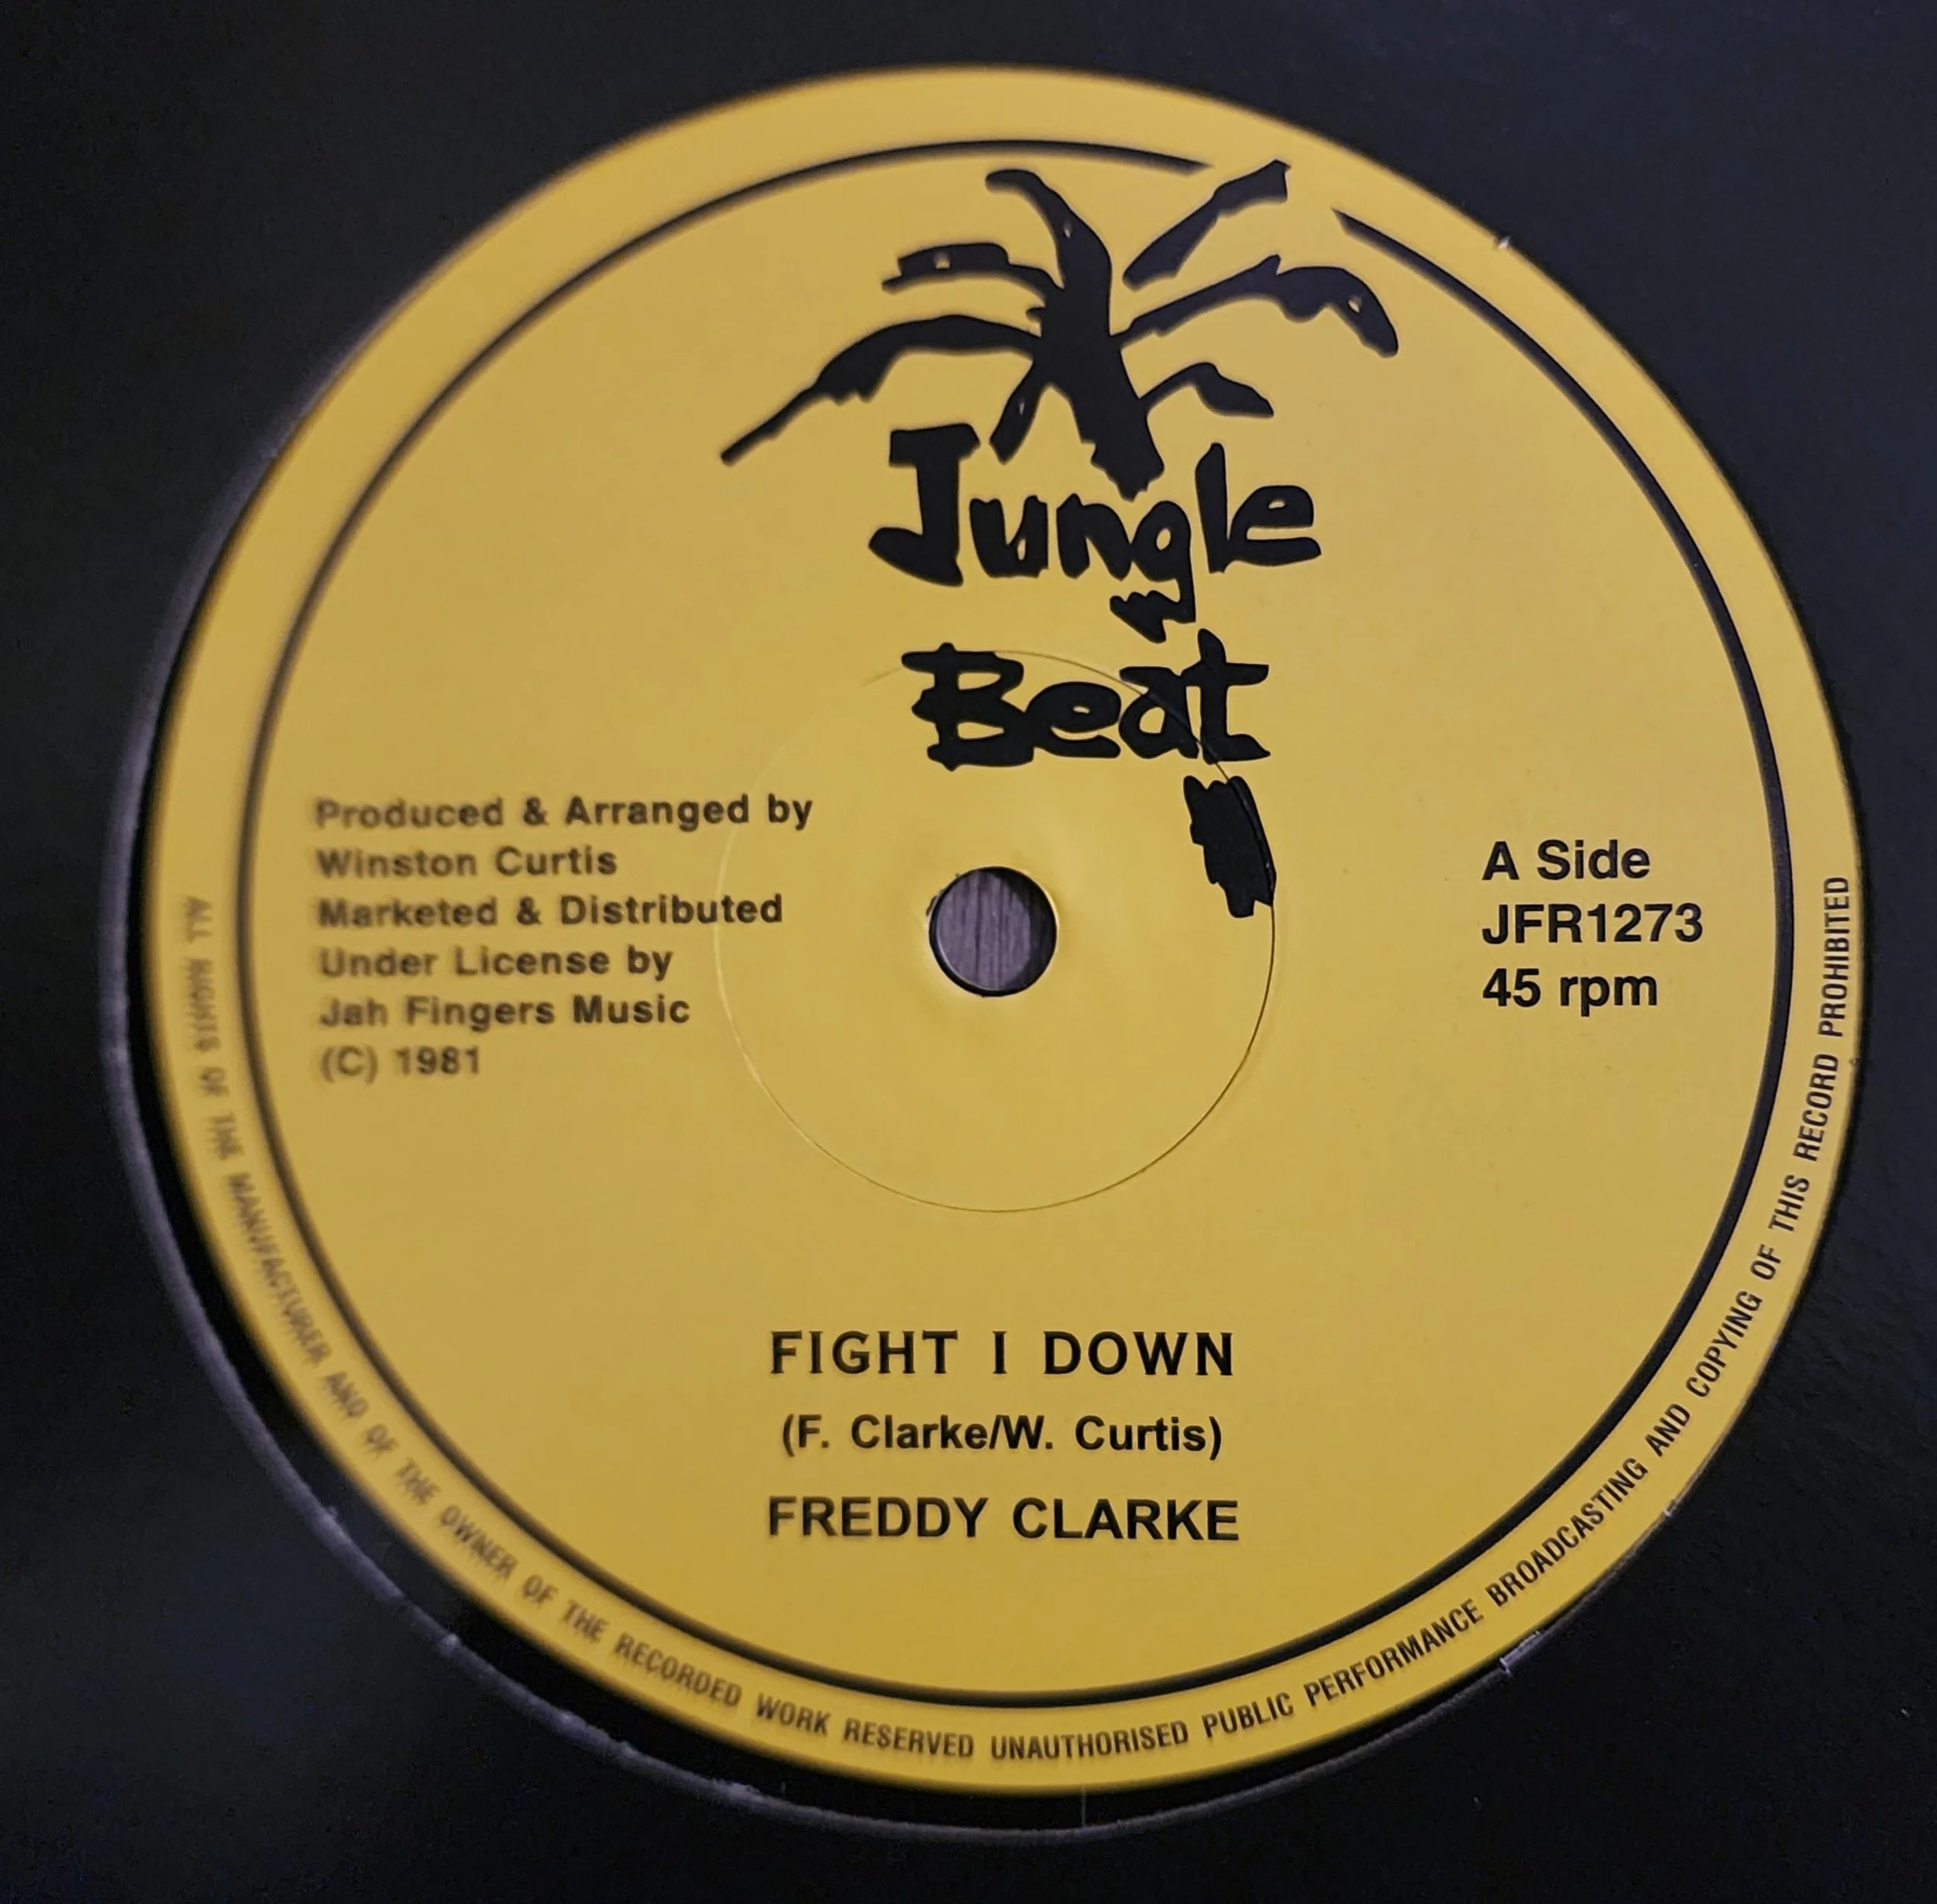 Jungle
Beat
Produced & Arranged by
Winston Curtis
Marketed & Distributed
Under License by
Jah Fingers Music
(C) 1981
A Side
JFR1273
45 rpm
FIGHT I DOWN
(F. Clarke/W. Curtis)
FREDDY CLARKE
ALL RIGHTS OF THE MANUFACTURER AND OF THE OWNER OF THE RECORDED WORK RESERVED UNAUTHORISED PUBLIC PERFORMANCE BROADCASTING AND COPYING OF THIS RECORD PROHIBITED